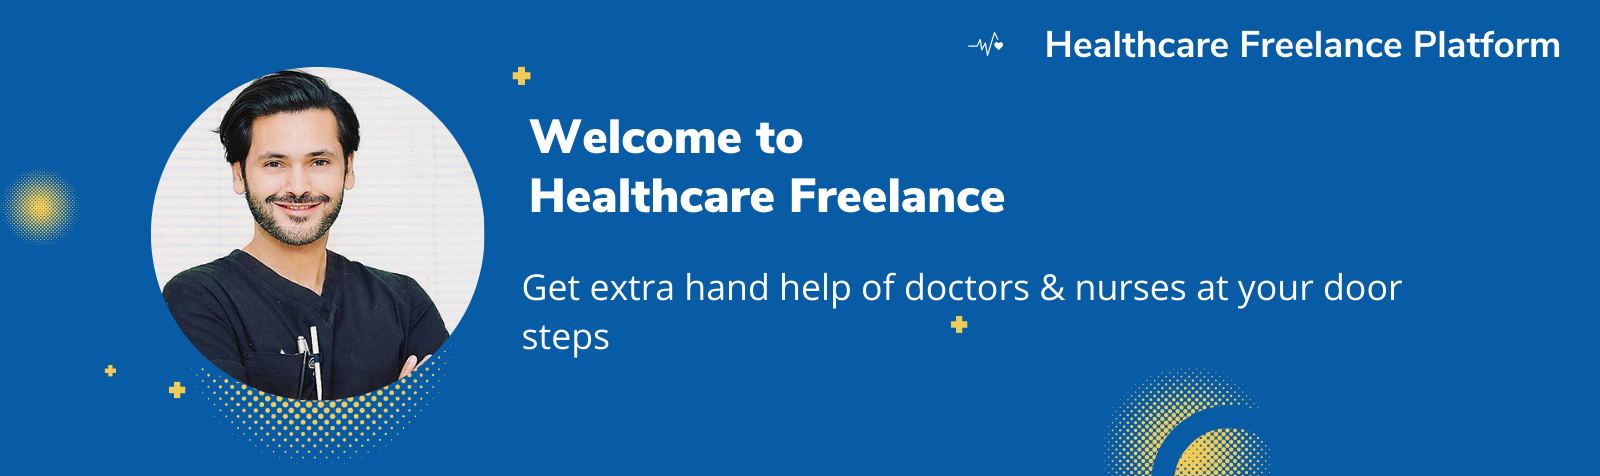 Healthcare Freelance Platform
Welcome to
Healthcare Freelance
Get extra hand help of doctors & nurses at your door
steps